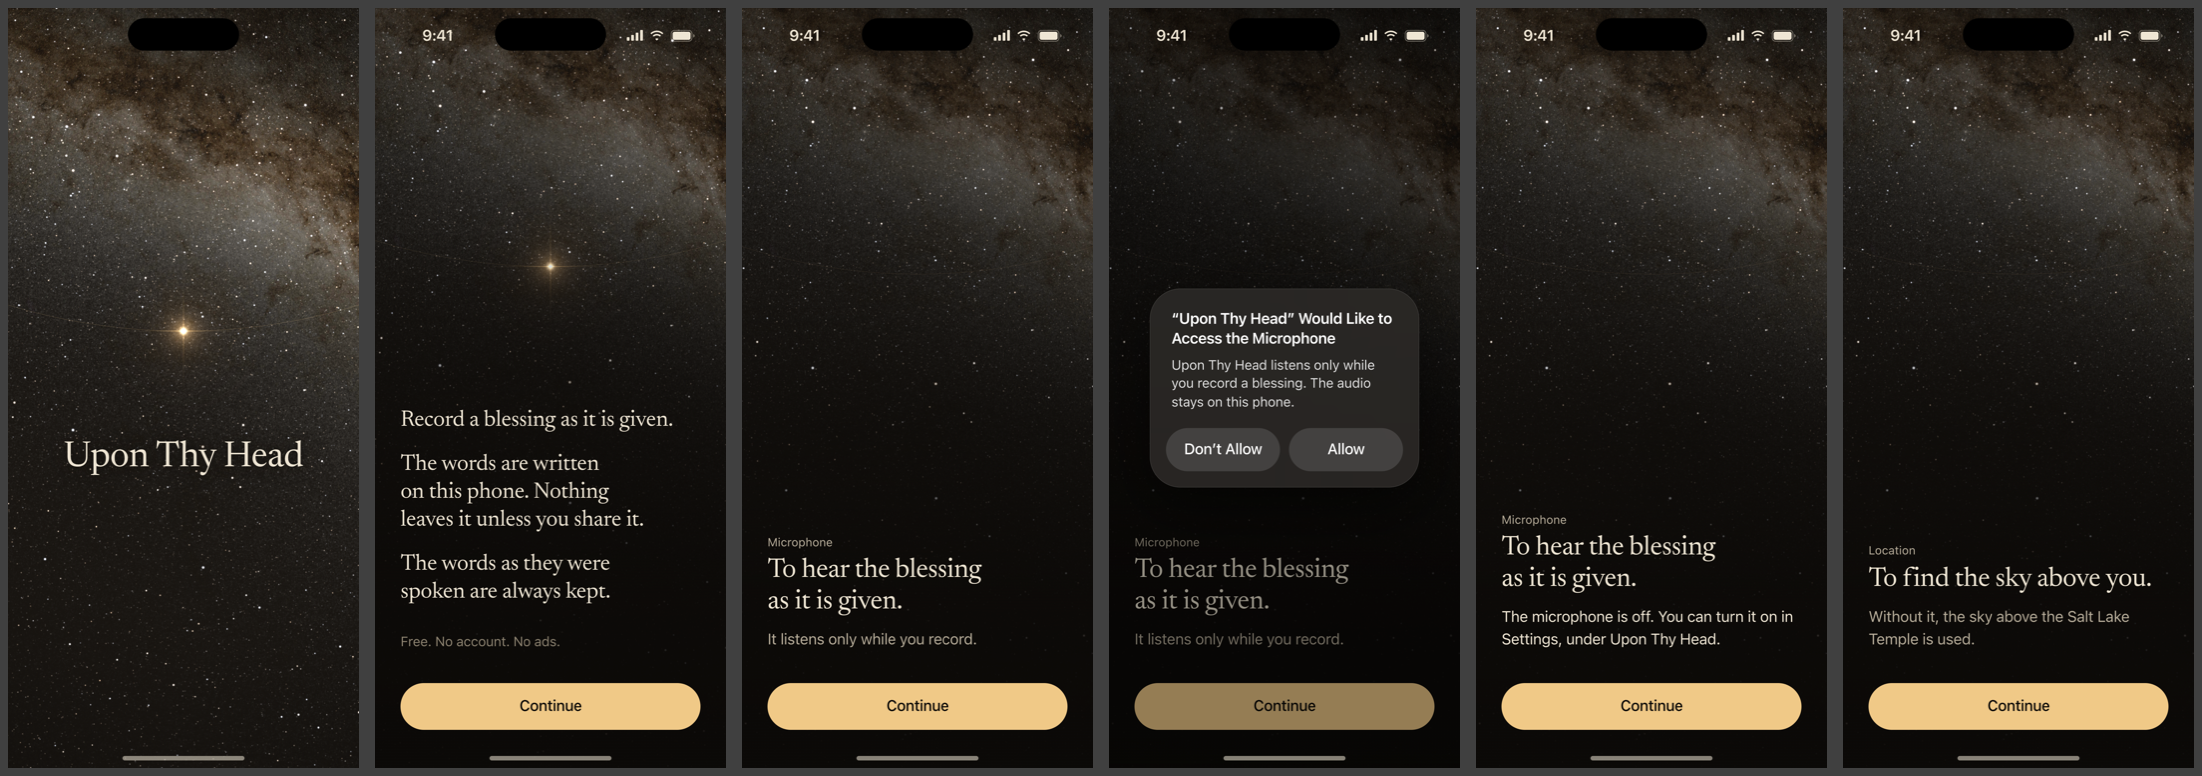 Upon Thy Head
9:41
Record a blessing as it is given.
The words are written
on this phone. Nothing
leaves it unless you share it.
The words as they were
spoken are always kept.
Free. No account. No ads.
Continue
9:41
Microphone
To hear the blessing
as it is given.
It listens only while you record.
Continue
9:41
“Upon Thy Head” Would Like to
Access the Microphone
Upon Thy Head listens only while
you record a blessing. The audio
stays on this phone.
Don’t Allow
Allow
Microphone
To hear the blessing
as it is given.
It listens only while you record.
Continue
9:41
Microphone
To hear the blessing
as it is given.
The microphone is off. You can turn it on in
Settings, under Upon Thy Head.
Continue
9:41
Location
To find the sky above you.
Without it, the sky above the Salt Lake
Temple is used.
Continue